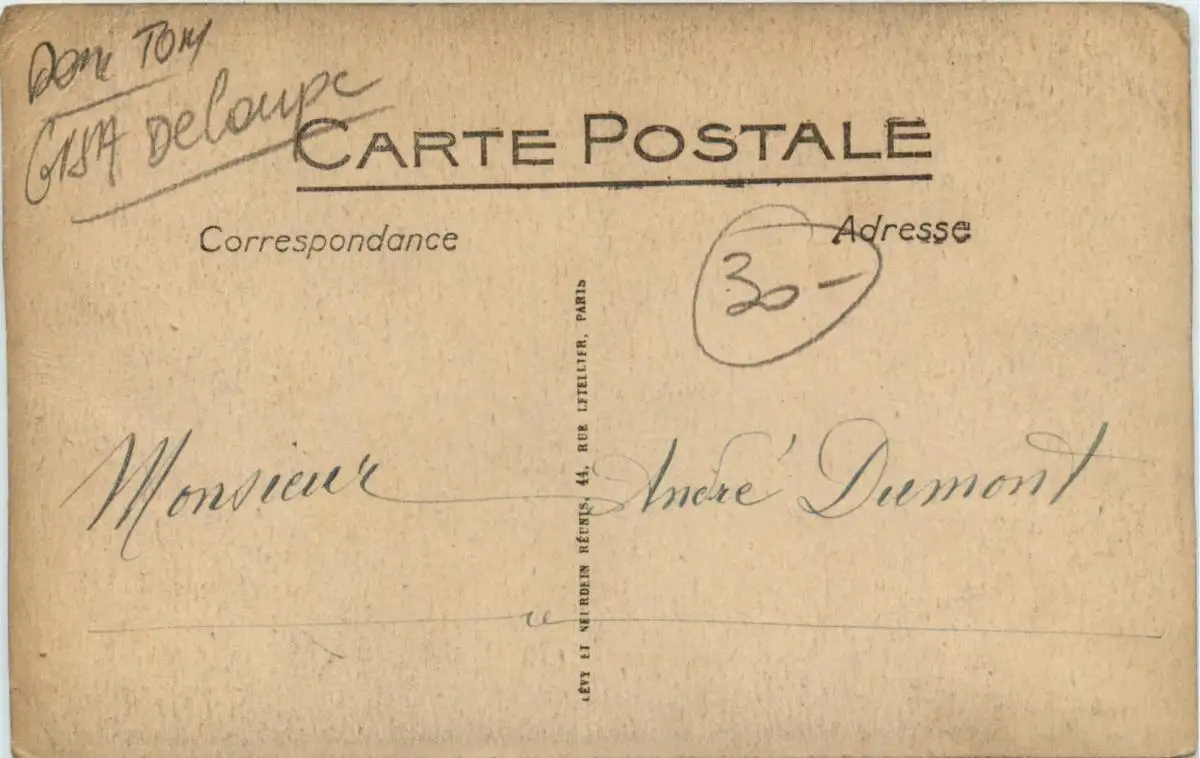 Dom Tom
GUA Deloupe
CARTE POSTALE
Correspondance
Adresse
30-
LÉVY ET NEURDEIN RÉUNIS, 44, RUE LETELLIER, PARIS
Monsieur André Dumont